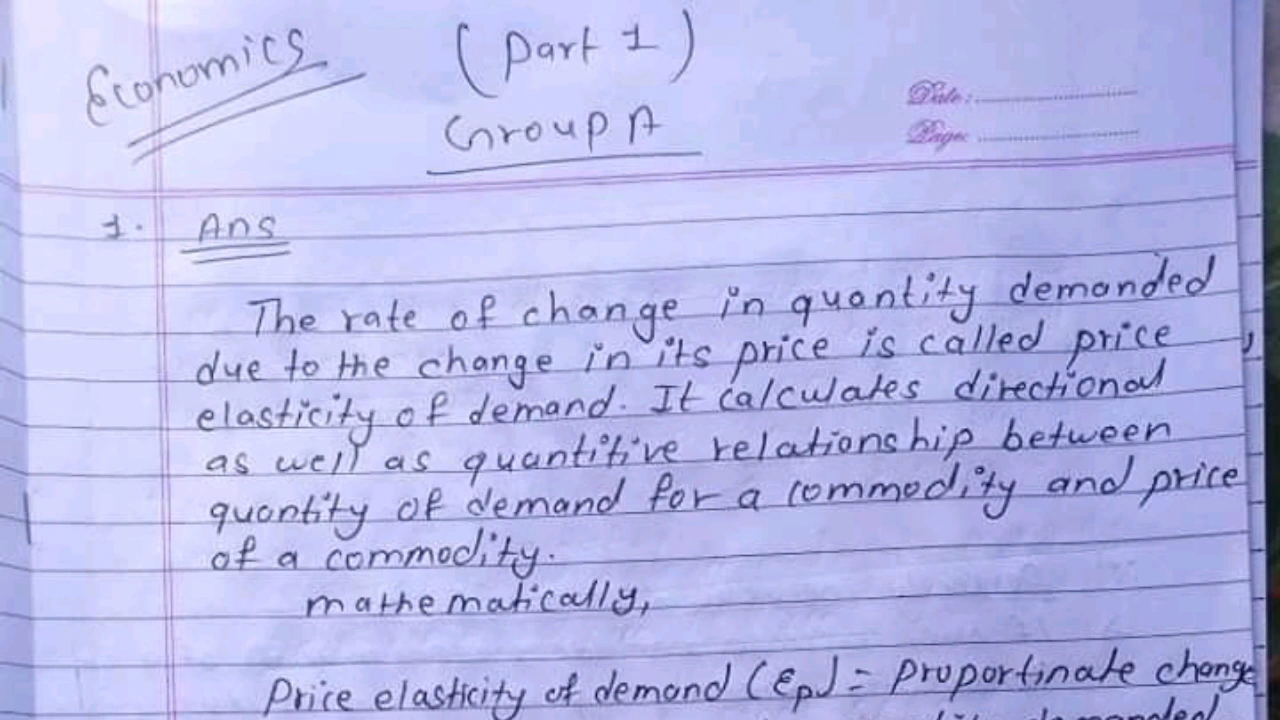 Economics (Part 1)
Group A
Date:
Page:
1. Ans
The rate of change in quantity demanded
due to the change in its price is called price
elasticity of demand. It calculates directional
as well as quantitive relationship between
quantity of demand for a commodity and price
of a commodity.
mathematically,
Price elasticity of demand (ep) = Proportinate change
demanded